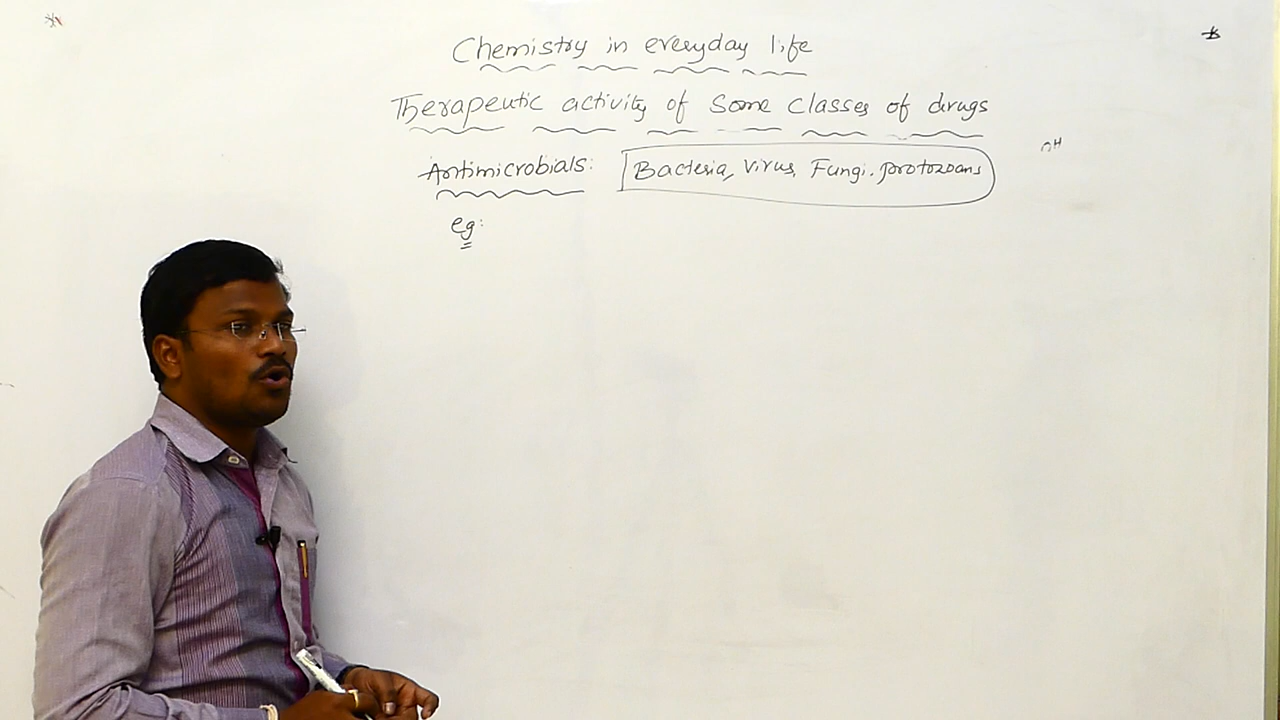 Chemistry in everyday life
Therapeutic activity of Some Classes of drugs
Antimicrobials: Bacteria, Virus, Fungi. protozoans
eg: